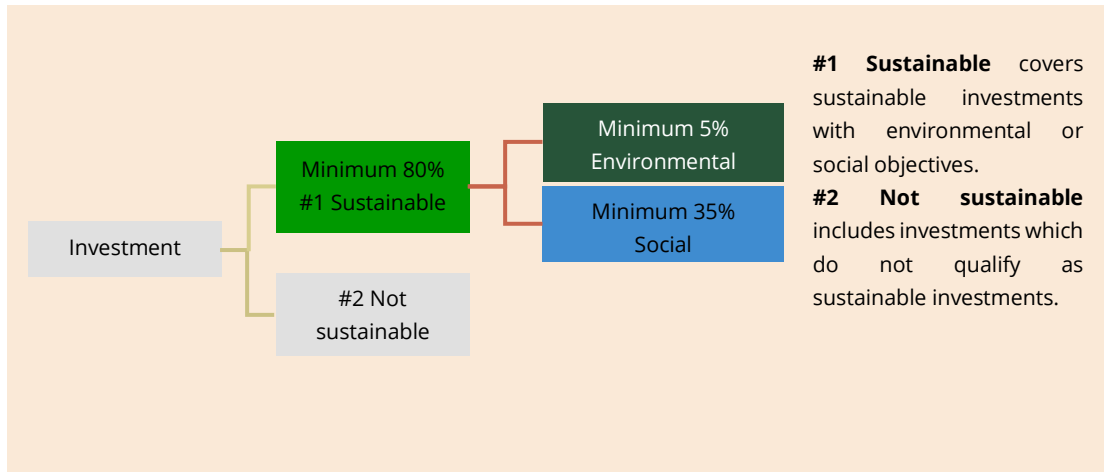 Investment
Minimum 80%
#1 Sustainable
#2 Not
sustainable
Minimum 5%
Environmental
Minimum 35%
Social
#1 Sustainable covers
sustainable investments
with environmental or
social objectives.
#2 Not sustainable
includes investments which
do not qualify as
sustainable investments.